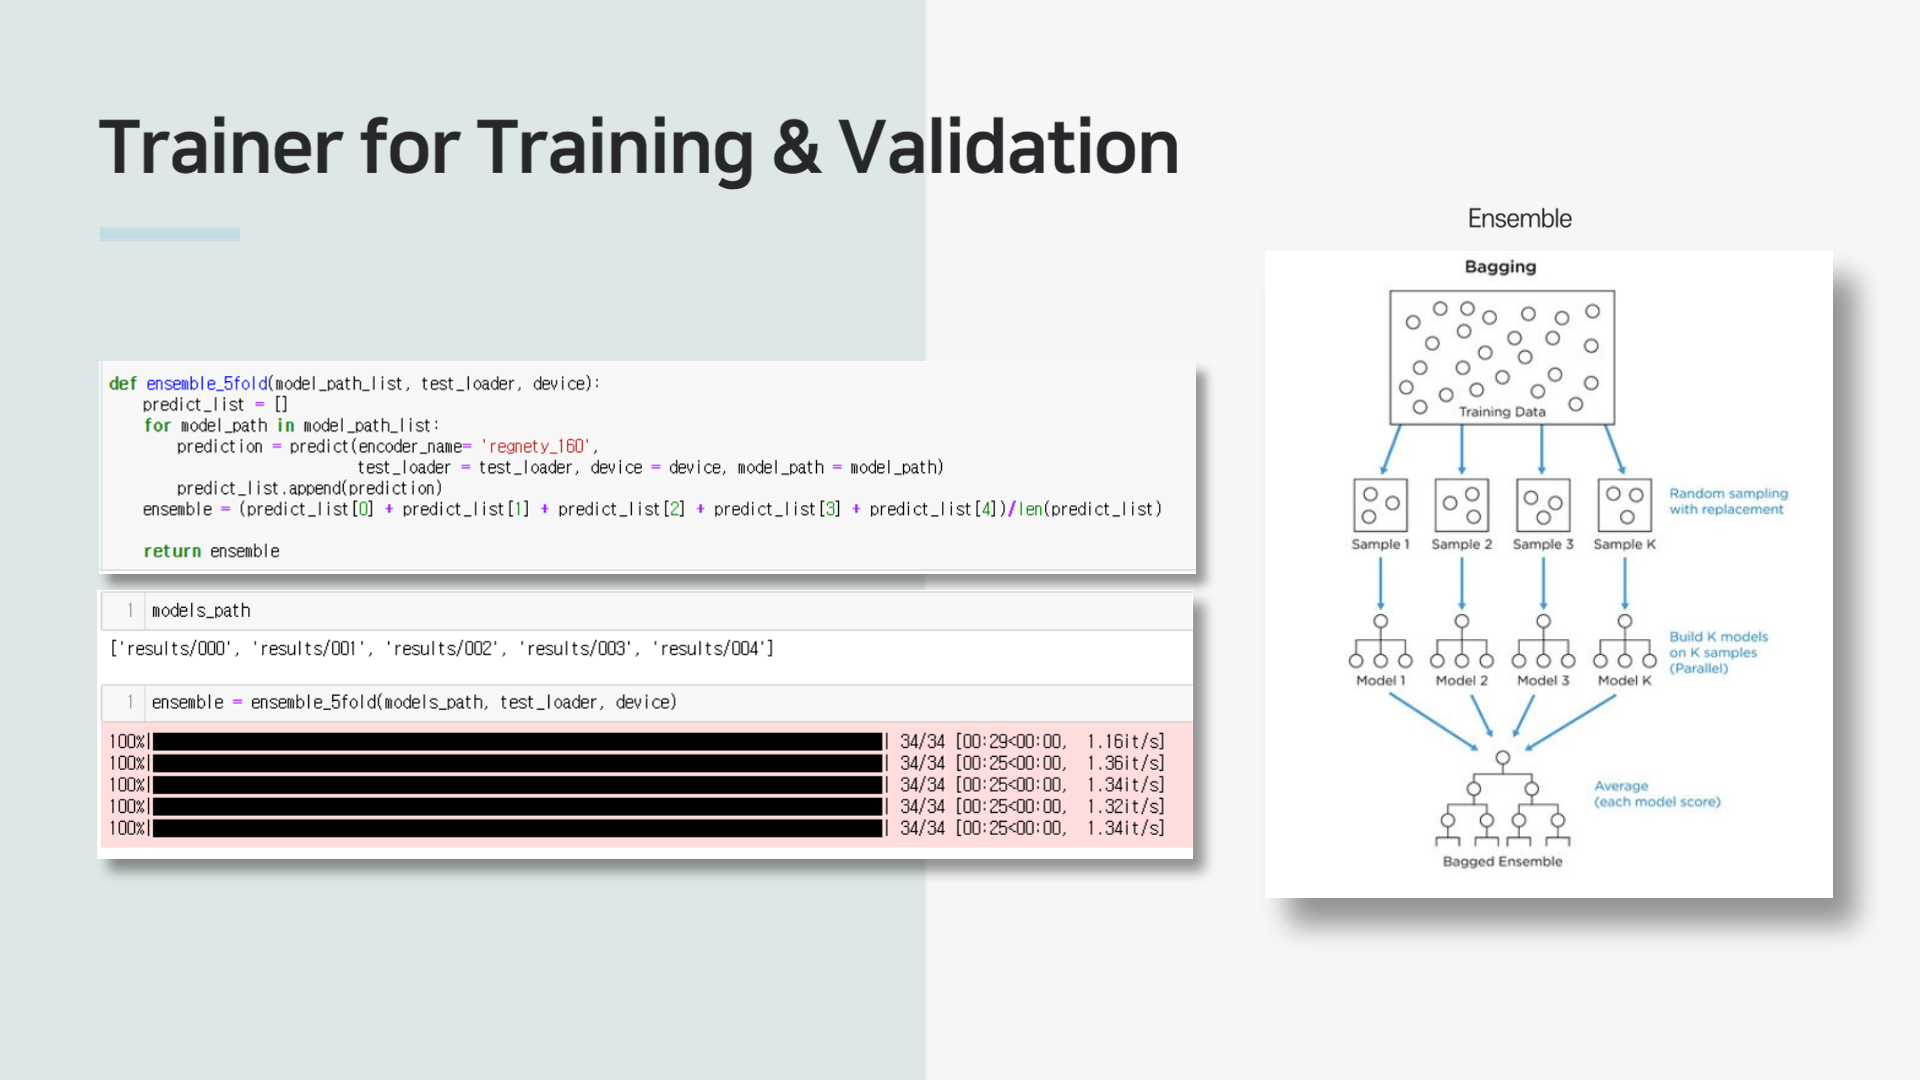 Trainer for Training & Validation
def ensemble_5fold(model_path_list, test_loader, device):
predict_list = []
for model_path in model_path_list:
prediction = predict(encoder_name= 'regnety_160',
test_loader = test_loader, device = device, model_path = model_path)
predict_list.append(prediction)
ensemble = (predict_list[0] + predict_list[1] + predict_list[2] + predict_list[3] + predict_list[4])/len(predict_list)
return ensemble
1 models_path
['results/000', 'results/001', 'results/002', 'results/003', 'results/004']
1 ensemble = ensemble_5fold(models_path, test_loader, device)
100%| | 34/34 [00:29<00:00, 1.16it/s]
100%| | 34/34 [00:25<00:00, 1.36it/s]
100%| | 34/34 [00:25<00:00, 1.34it/s]
100%| | 34/34 [00:25<00:00, 1.32it/s]
100%| | 34/34 [00:25<00:00, 1.34it/s]
Ensemble
Bagging
Training Data
Random sampling
with replacement
Sample 1 Sample 2 Sample 3 Sample K
Build K models
on K samples
(Parallel)
Model 1 Model 2 Model 3 Model K
Average
(each model score)
Bagged Ensemble